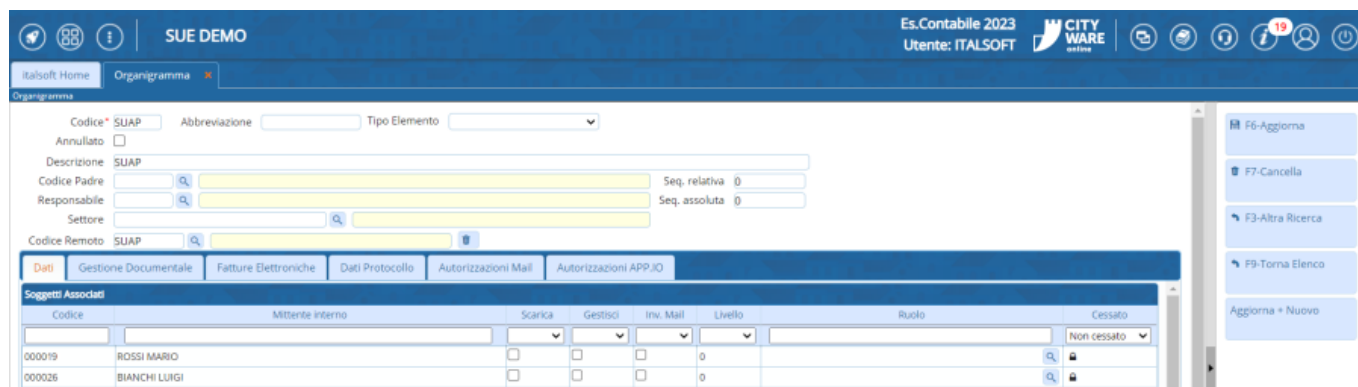 SUE DEMO
Es.Contabile 2023
Utente: ITALSOFT
CITY
WARE
online
19
italsoft Home
Organigramma
Organigramma
Codice* SUAP Abbreviazione Tipo Elemento
Annullato
Descrizione SUAP
Codice Padre Seq. relativa 0
Responsabile Seq. assoluta 0
Settore
Codice Remoto SUAP
F6-Aggiorna
F7-Cancella
F3-Altra Ricerca
F9-Torna Elenco
Aggiorna + Nuovo
Dati Gestione Documentale Fatture Elettroniche Dati Protocollo Autorizzazioni Mail Autorizzazioni APP.IO
Soggetti Associati
Codice Mittente interno Scarica Gestisci Inv. Mail Livello Ruolo Cessato
Non cessato
000019 ROSSI MARIO 0
000026 BIANCHI LUIGI 0